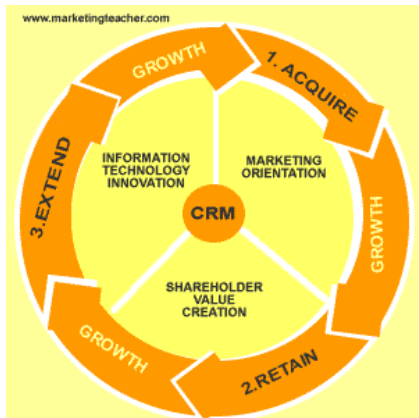 www.marketingteacher.com
GROWTH
1. ACQUIRE
GROWTH
2.RETAIN
GROWTH
3.EXTEND
INFORMATION
TECHNOLOGY
INNOVATION
MARKETING
ORIENTATION
CRM
SHAREHOLDER
VALUE
CREATION